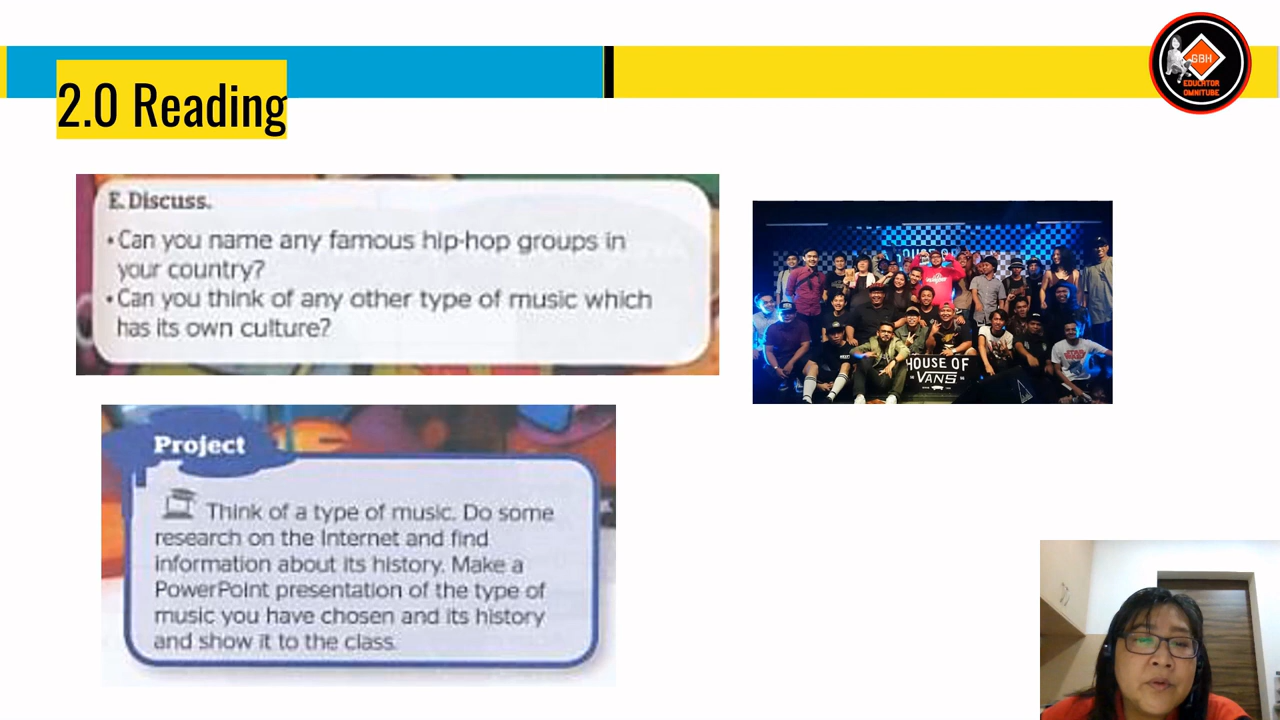 2.0 Reading
GBH
EDUCATOR
OMNITUBE
E. Discuss.
• Can you name any famous hip-hop groups in
your country?
• Can you think of any other type of music which
has its own culture?
HOUSE OF
HOUSE OF
VANS
Project
Think of a type of music. Do some
research on the Internet and find
information about its history. Make a
PowerPoint presentation of the type of
music you have chosen and its history
and show it to the class.